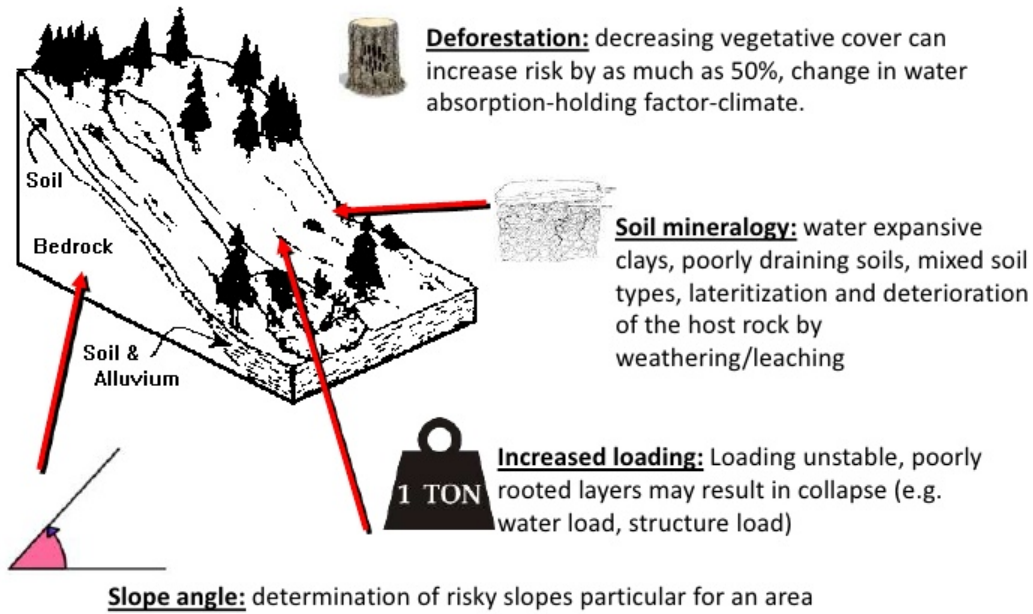 Deforestation: decreasing vegetative cover can
increase risk by as much as 50%, change in water
absorption-holding factor-climate.
Soil
Bedrock
Soil &
Alluvium
Soil mineralogy: water expansive
clays, poorly draining soils, mixed soil
types, lateritization and deterioration
of the host rock by
weathering/leaching
1 TON
Increased loading: Loading unstable, poorly
rooted layers may result in collapse (e.g.
water load, structure load)
Slope angle: determination of risky slopes particular for an area